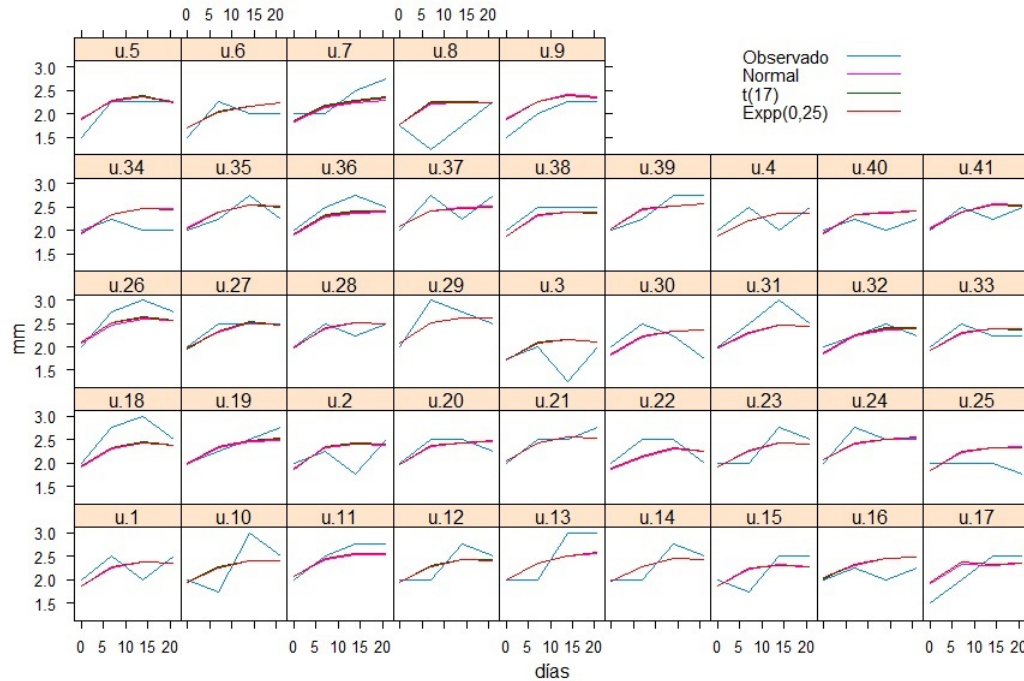 0 5 10 15 20 0 5 10 15 20
u.5 u.6 u.7 u.8 u.9
3.0
2.5
2.0
1.5
Observado
Normal
t(17)
Expp(0,25)
u.34 u.35 u.36 u.37 u.38 u.39 u.4 u.40 u.41
3.0
2.5
2.0
1.5
u.26 u.27 u.28 u.29 u.3 u.30 u.31 u.32 u.33
3.0
2.5
2.0
1.5
mm
u.18 u.19 u.2 u.20 u.21 u.22 u.23 u.24 u.25
3.0
2.5
2.0
1.5
u.1 u.10 u.11 u.12 u.13 u.14 u.15 u.16 u.17
3.0
2.5
2.0
1.5
0 5 10 15 20 0 5 10 15 20 0 5 10 15 20 0 5 10 15 20 0 5 10 15 20
días